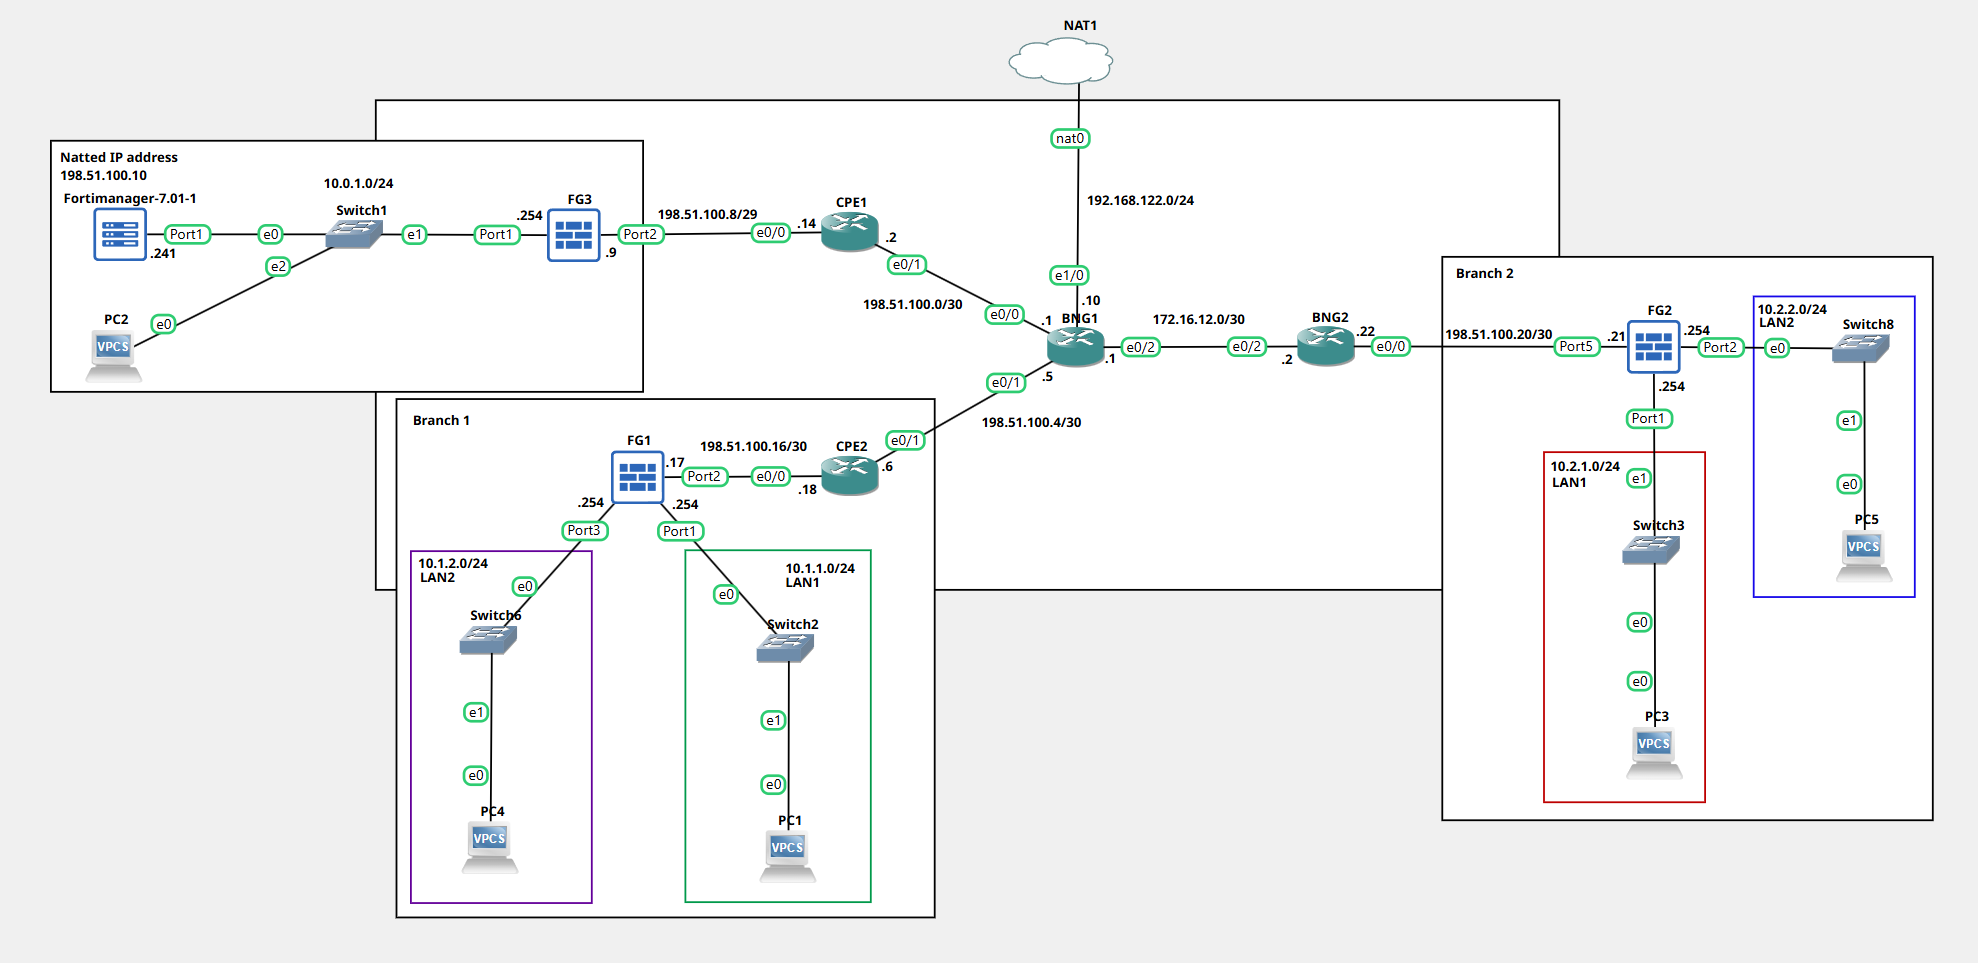 NAT1
nat0
192.168.122.0/24
e1/0
.10
Natted IP address
198.51.100.10
Fortimanager-7.01-1
Port1
.241
e0
10.0.1.0/24
Switch1
e1
e2
PC2
e0
VPCS
Port1
.254
FG3
.9
Port2
198.51.100.8/29
e0/0
.14
CPE1
.2
e0/1
198.51.100.0/30
e0/0
.1
BNG1
.1
e0/2
172.16.12.0/30
e0/2
.2
BNG2
.22
e0/0
198.51.100.20/30
.5
e0/1
198.51.100.4/30
Branch 1
FG1
.17
198.51.100.16/30
Port2
e0/0
.18
CPE2
.6
e0/1
.254
Port3
.254
Port1
10.1.2.0/24
LAN2
e0
Switch6
e1
e0
PC4
VPCS
10.1.1.0/24
LAN1
e0
Switch2
e1
e0
PC1
VPCS
Branch 2
Port5
.21
FG2
.254
Port2
.254
Port1
10.2.2.0/24
LAN2
Switch8
e0
e1
e0
PC5
VPCS
10.2.1.0/24
LAN1
e1
Switch3
e0
e0
PC3
VPCS